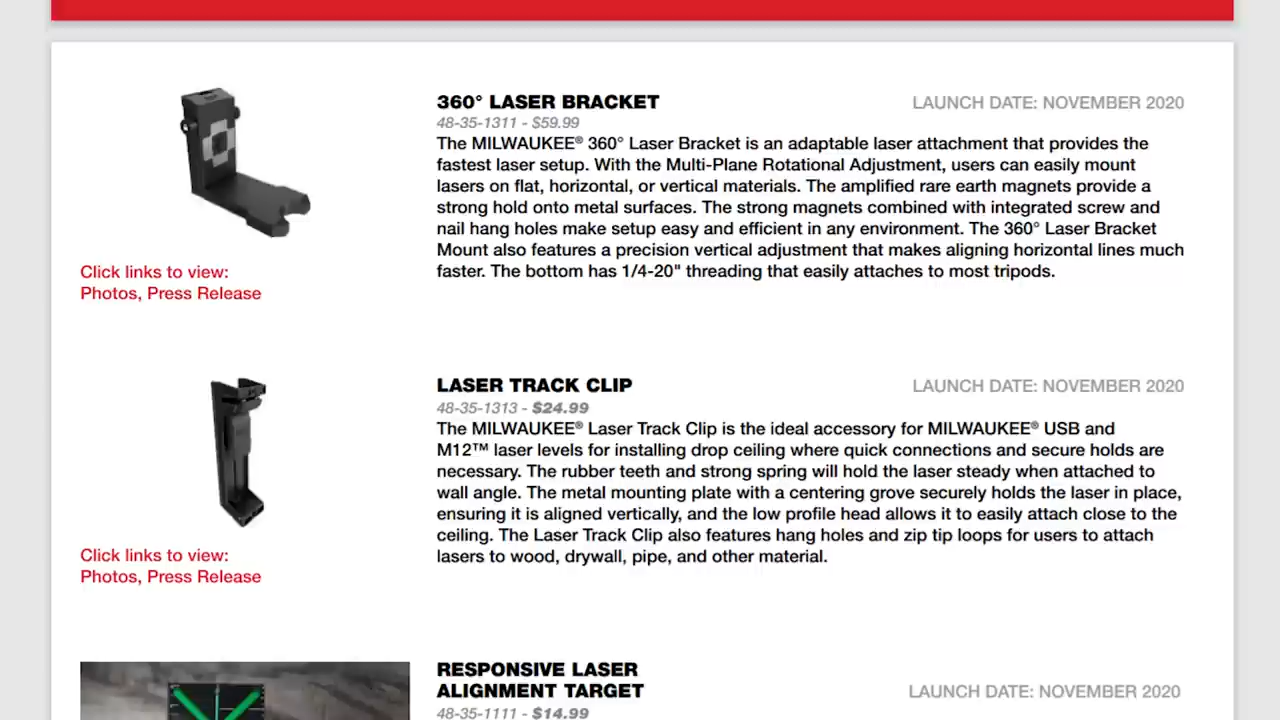 360° LASER BRACKET
LAUNCH DATE: NOVEMBER 2020
48-35-1311 - $59.99
The MILWAUKEE® 360° Laser Bracket is an adaptable laser attachment that provides the
fastest laser setup. With the Multi-Plane Rotational Adjustment, users can easily mount
lasers on flat, horizontal, or vertical materials. The amplified rare earth magnets provide a
strong hold onto metal surfaces. The strong magnets combined with integrated screw and
nail hang holes make setup easy and efficient in any environment. The 360° Laser Bracket
Mount also features a precision vertical adjustment that makes aligning horizontal lines much
faster. The bottom has 1/4-20" threading that easily attaches to most tripods.
Click links to view:
Photos, Press Release
LASER TRACK CLIP
LAUNCH DATE: NOVEMBER 2020
48-35-1313 - $24.99
The MILWAUKEE® Laser Track Clip is the ideal accessory for MILWAUKEE® USB and
M12™ laser levels for installing drop ceiling where quick connections and secure holds are
necessary. The rubber teeth and strong spring will hold the laser steady when attached to
wall angle. The metal mounting plate with a centering grove securely holds the laser in place,
ensuring it is aligned vertically, and the low profile head allows it to easily attach close to the
ceiling. The Laser Track Clip also features hang holes and zip tip loops for users to attach
lasers to wood, drywall, pipe, and other material.
Click links to view:
Photos, Press Release
RESPONSIVE LASER
ALIGNMENT TARGET
LAUNCH DATE: NOVEMBER 2020
48-35-1111 - $14.99